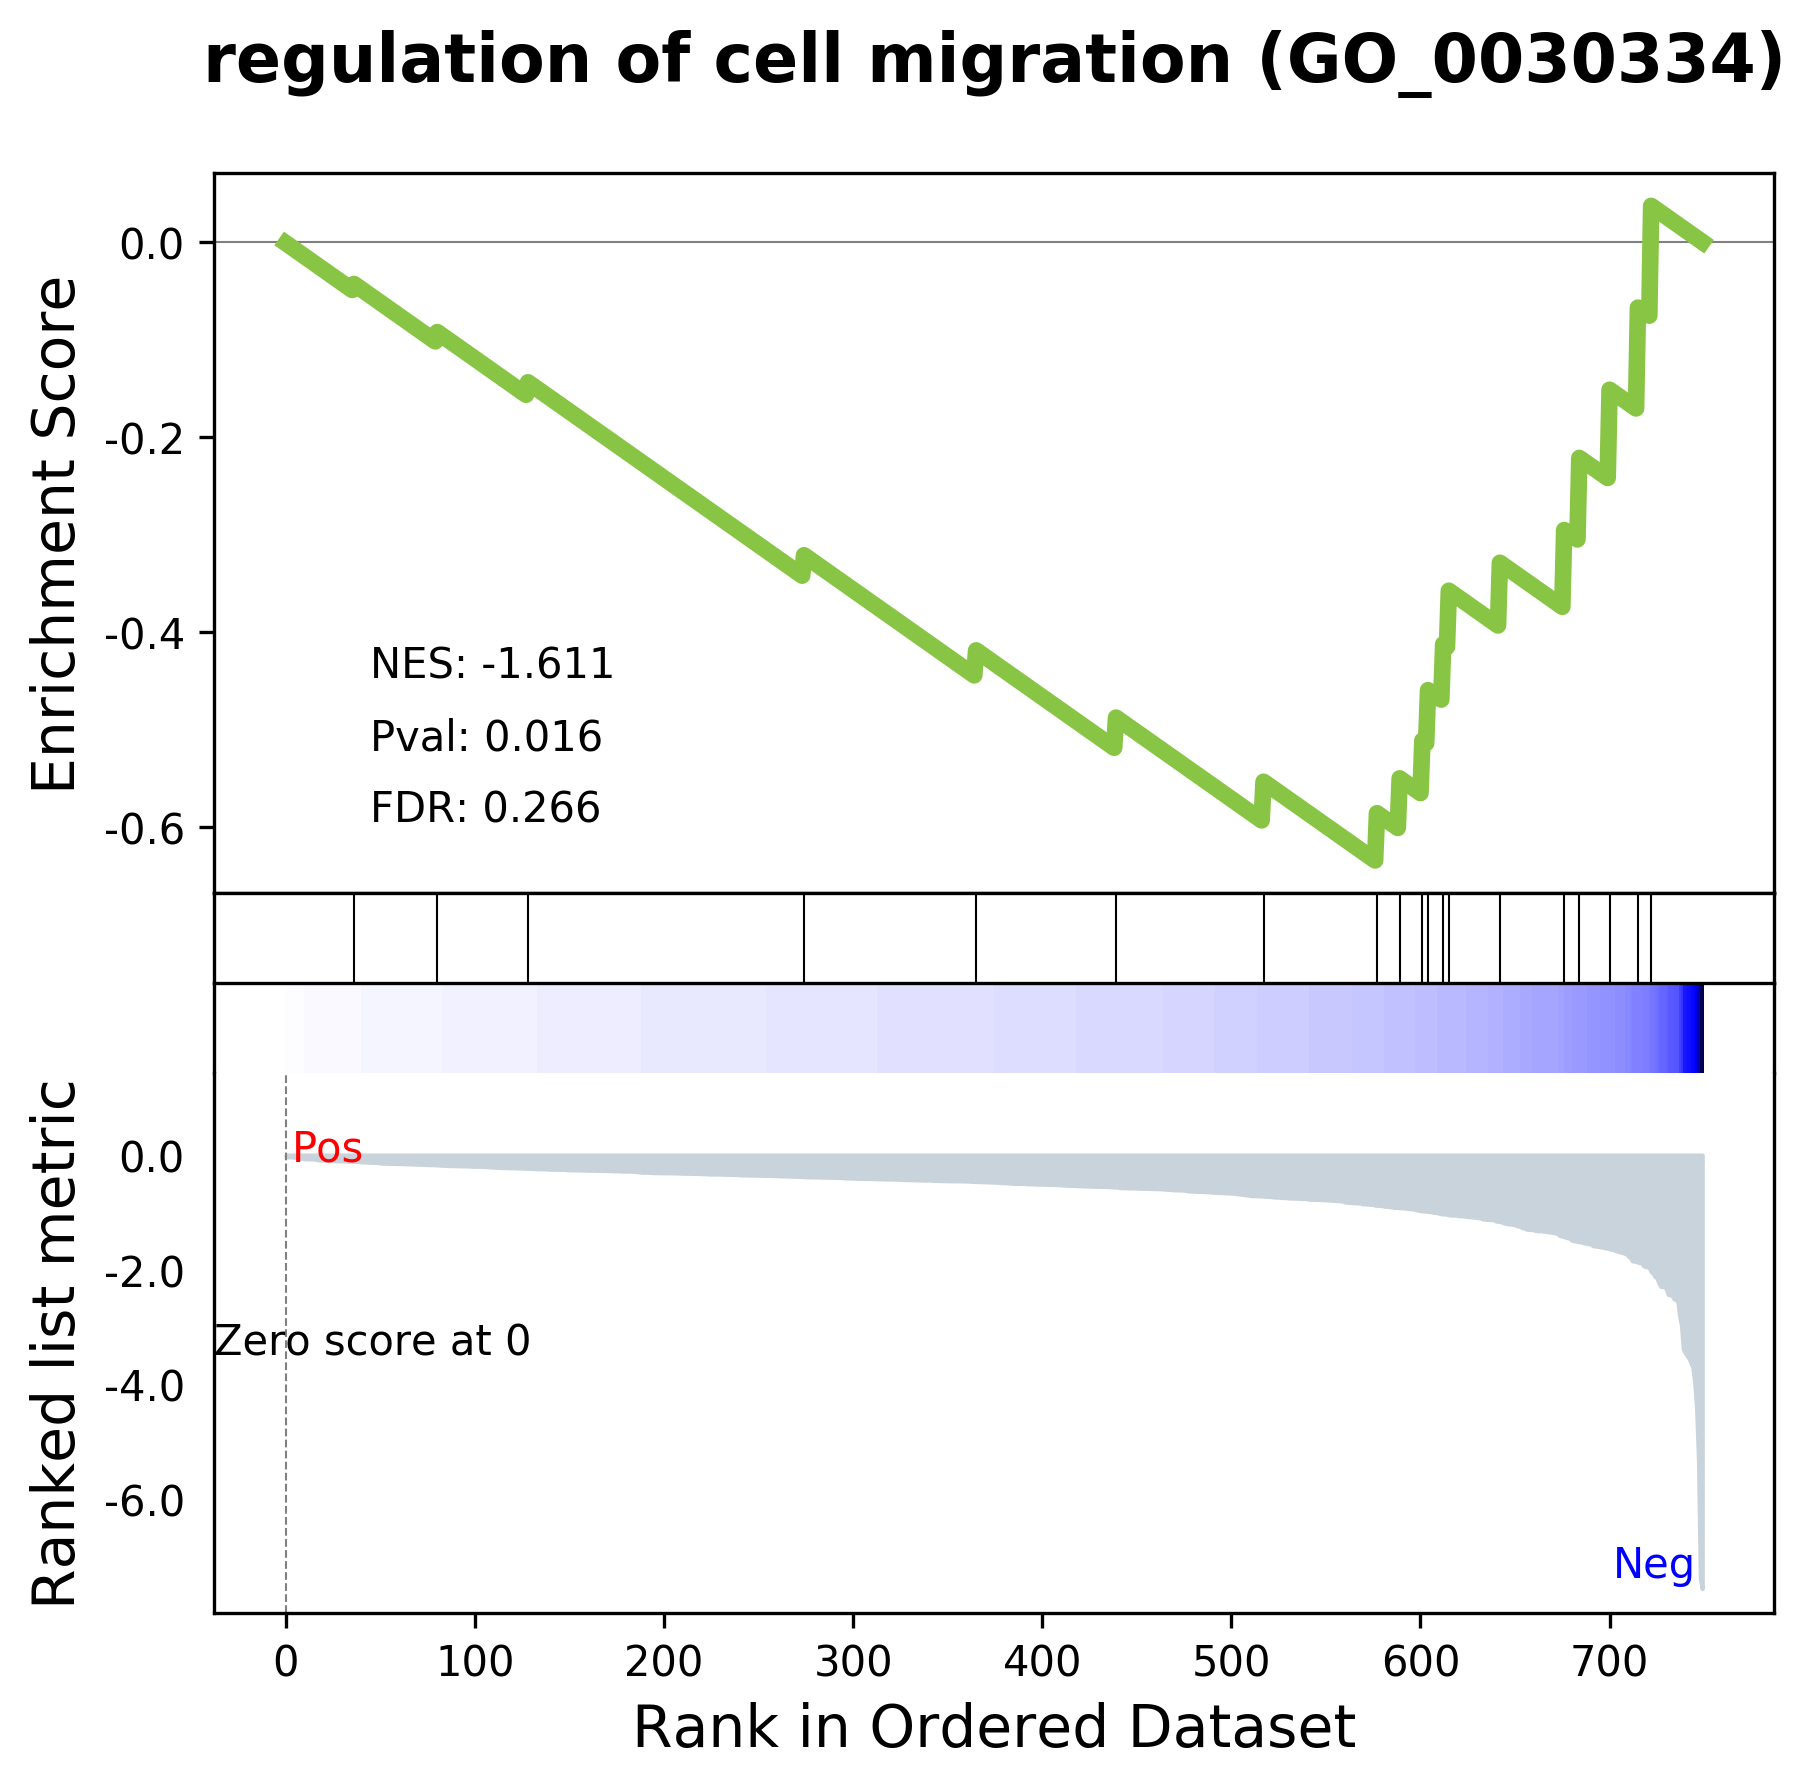 regulation of cell migration (GO_0030334)
Enrichment Score
0.0
-0.2
-0.4
-0.6
NES: -1.611
Pval: 0.016
FDR: 0.266
Ranked list metric
0.0
-2.0
-4.0
-6.0
Pos
Zero score at 0
Neg
0 100 200 300 400 500 600 700
Rank in Ordered Dataset